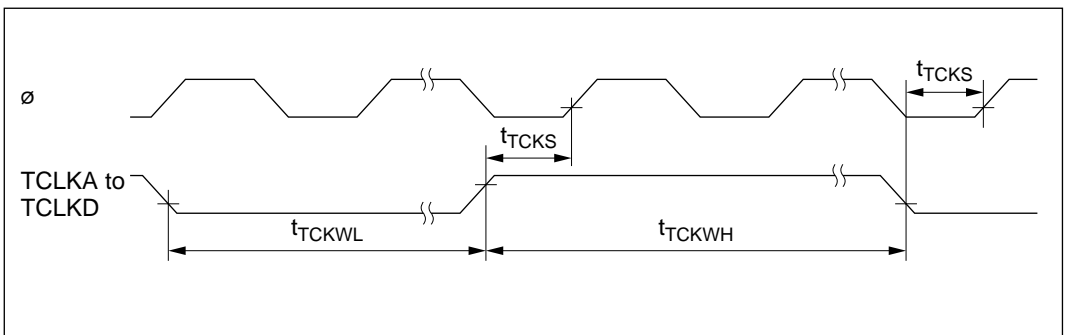 tTCKS
ø
tTCKS
TCLKA to
TCLKD
tTCKWL
tTCKWH